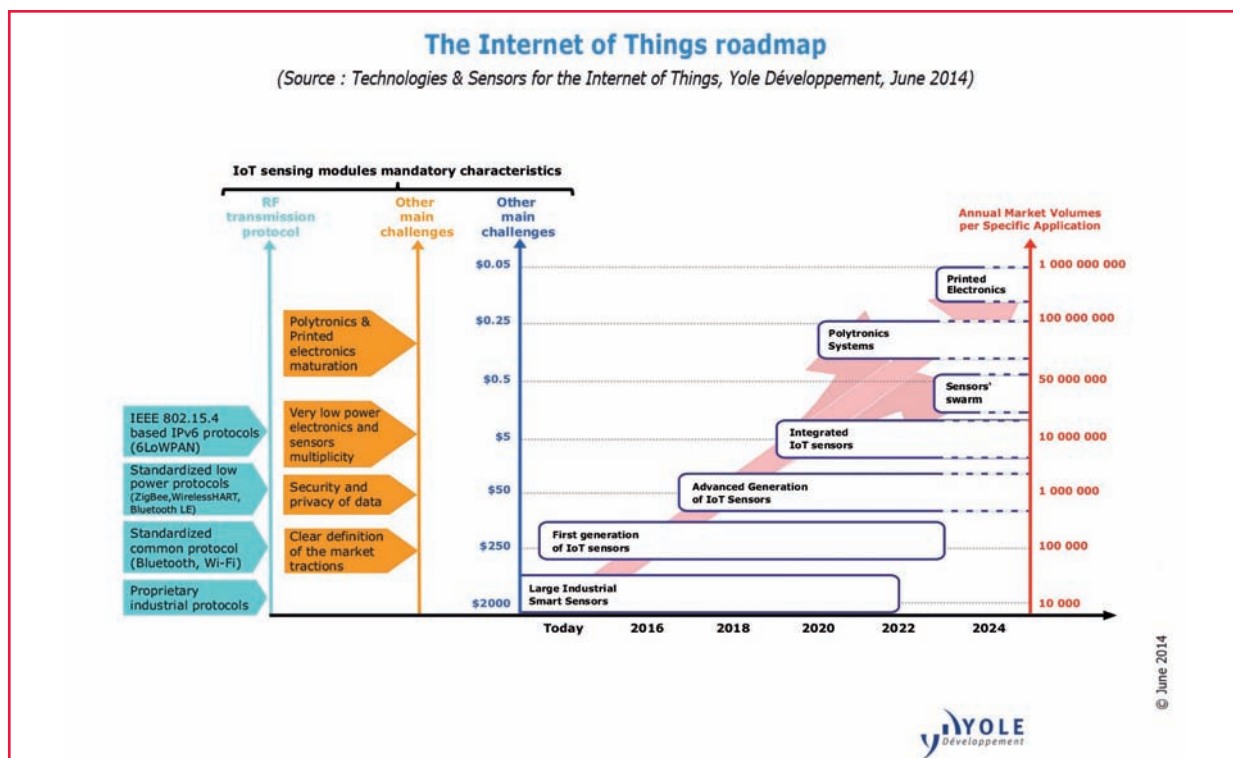 The Internet of Things roadmap
(Source : Technologies & Sensors for the Internet of Things, Yole Développement, June 2014)
IoT sensing modules mandatory characteristics
RF
transmission
protocol
Other
main
challenges
Other
main
challenges
Annual Market Volumes
per Specific Application
IEEE 802.15.4
based IPv6 protocols
(6LoWPAN)
Standardized low
power protocols
(ZigBee,WirelessHART,
Bluetooth LE)
Standardized
common protocol
(Bluetooth, Wi-Fi)
Proprietary
industrial protocols
Polytronics &
Printed
electronics
maturation
Very low power
electronics and
sensors
multiplicity
Security and
privacy of data
Clear definition
of the market
tractions
$0.05
$0.25
$0.5
$5
$50
$250
$2000
Printed
Electronics
Polytronics
Systems
Sensors'
swarm
Integrated
IoT sensors
Advanced Generation
of IoT Sensors
First generation
of IoT sensors
Large Industrial
Smart Sensors
1 000 000 000
100 000 000
50 000 000
10 000 000
1 000 000
100 000
10 000
Today 2016 2018 2020 2022 2024
© June 2014
YOLE
Développement